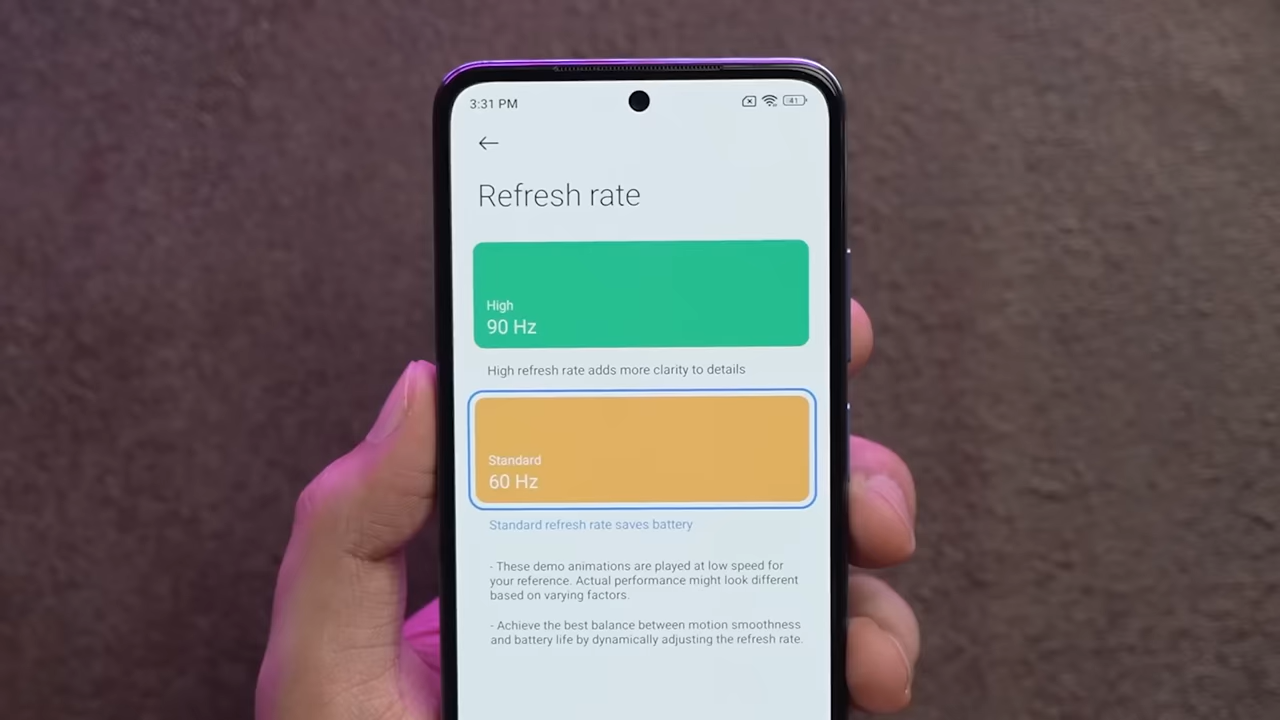 3:31 PM
41
Refresh rate
High
90 Hz
High refresh rate adds more clarity to details
Standard
60 Hz
Standard refresh rate saves battery
- These demo animations are played at low speed for
your reference. Actual performance might look different
based on varying factors.
- Achieve the best balance between motion smoothness
and battery life by dynamically adjusting the refresh rate.